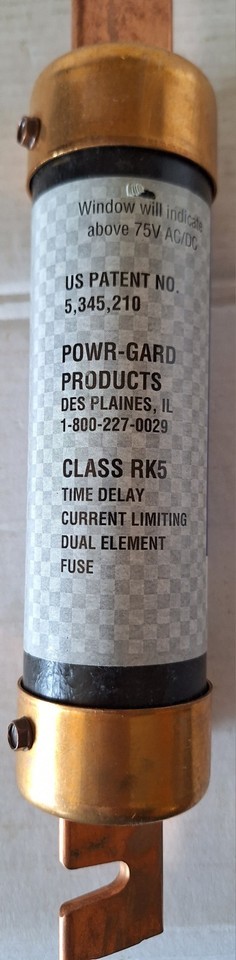 Window will indicate
above 75V AC/DC
US PATENT NO.
5,345,210
POWR-GARD
PRODUCTS
DES PLAINES, IL
1-800-227-0029
CLASS RK5
TIME DELAY
CURRENT LIMITING
DUAL ELEMENT
FUSE